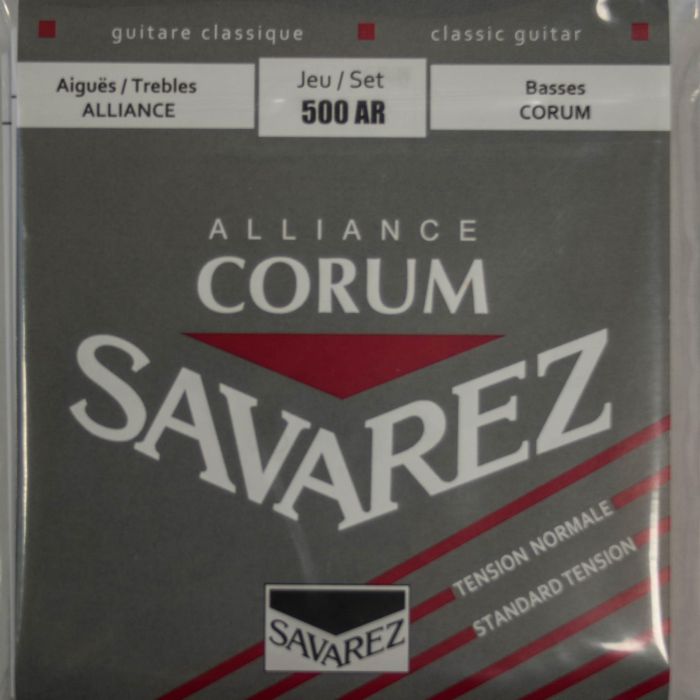 guitare classique classic guitar
Aiguës / Trebles
ALLIANCE
Jeu / Set
500 AR
Basses
CORUM
ALLIANCE
CORUM
SAVAREZ
TENSION NORMALE
STANDARD TENSION
SAVAREZ